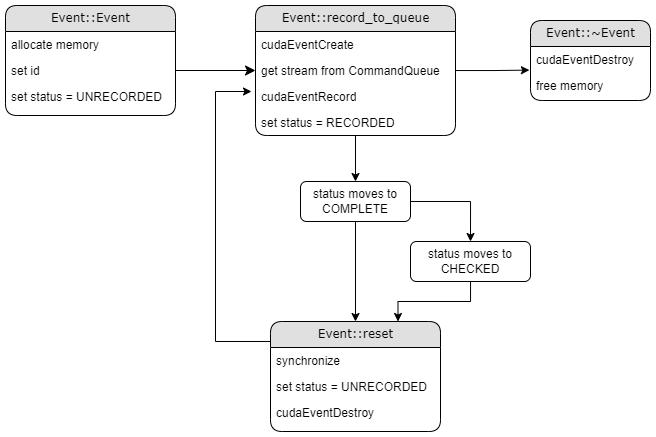 Event::Event
allocate memory
set id
set status = UNRECORDED
Event::record_to_queue
cudaEventCreate
get stream from CommandQueue
cudaEventRecord
set status = RECORDED
Event::~Event
cudaEventDestroy
free memory
status moves to
COMPLETE
status moves to
CHECKED
Event::reset
synchronize
set status = UNRECORDED
cudaEventDestroy